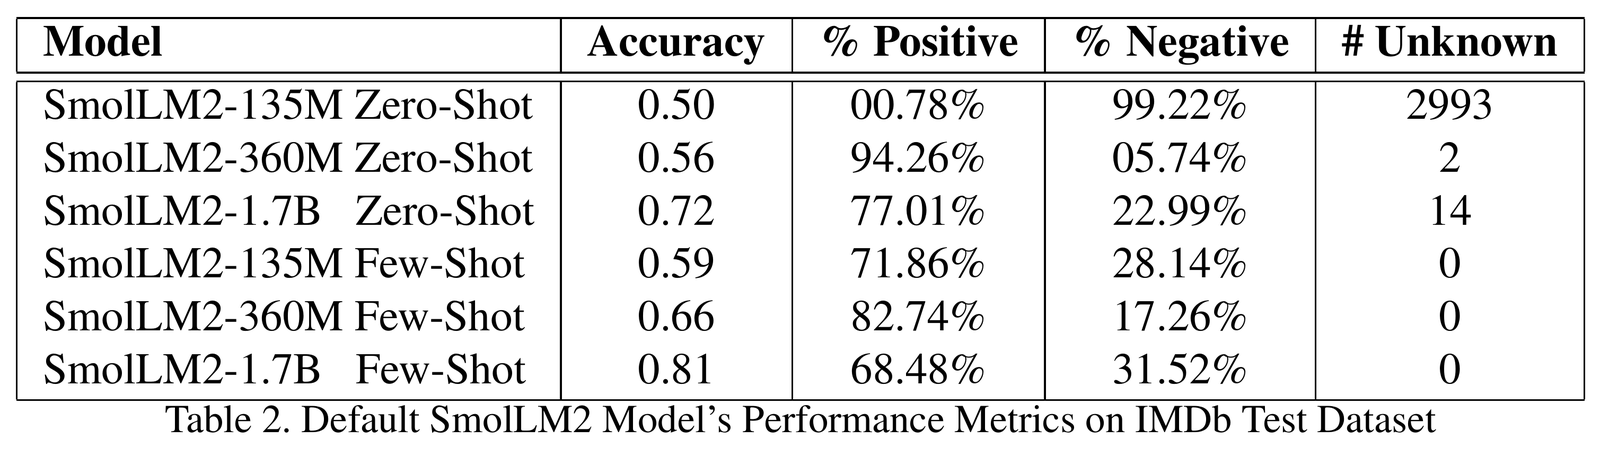 Model Accuracy % Positive % Negative # Unknown
SmolLM2-135M Zero-Shot 0.50 00.78% 99.22% 2993
SmolLM2-360M Zero-Shot 0.56 94.26% 05.74% 2
SmolLM2-1.7B Zero-Shot 0.72 77.01% 22.99% 14
SmolLM2-135M Few-Shot 0.59 71.86% 28.14% 0
SmolLM2-360M Few-Shot 0.66 82.74% 17.26% 0
SmolLM2-1.7B Few-Shot 0.81 68.48% 31.52% 0
Table 2. Default SmolLM2 Model's Performance Metrics on IMDb Test Dataset